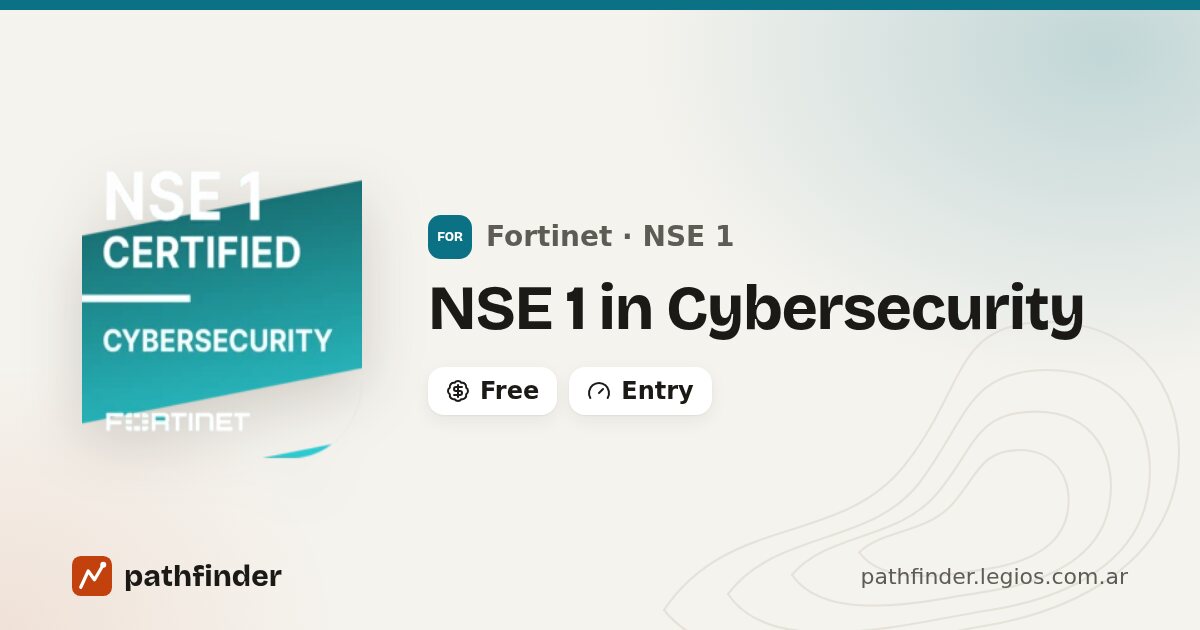 NSE 1
CERTIFIED
CYBERSECURITY
FORTINET
FOR
Fortinet · NSE 1
NSE 1 in Cybersecurity
Free
Entry
pathfinder
pathfinder.legios.com.ar